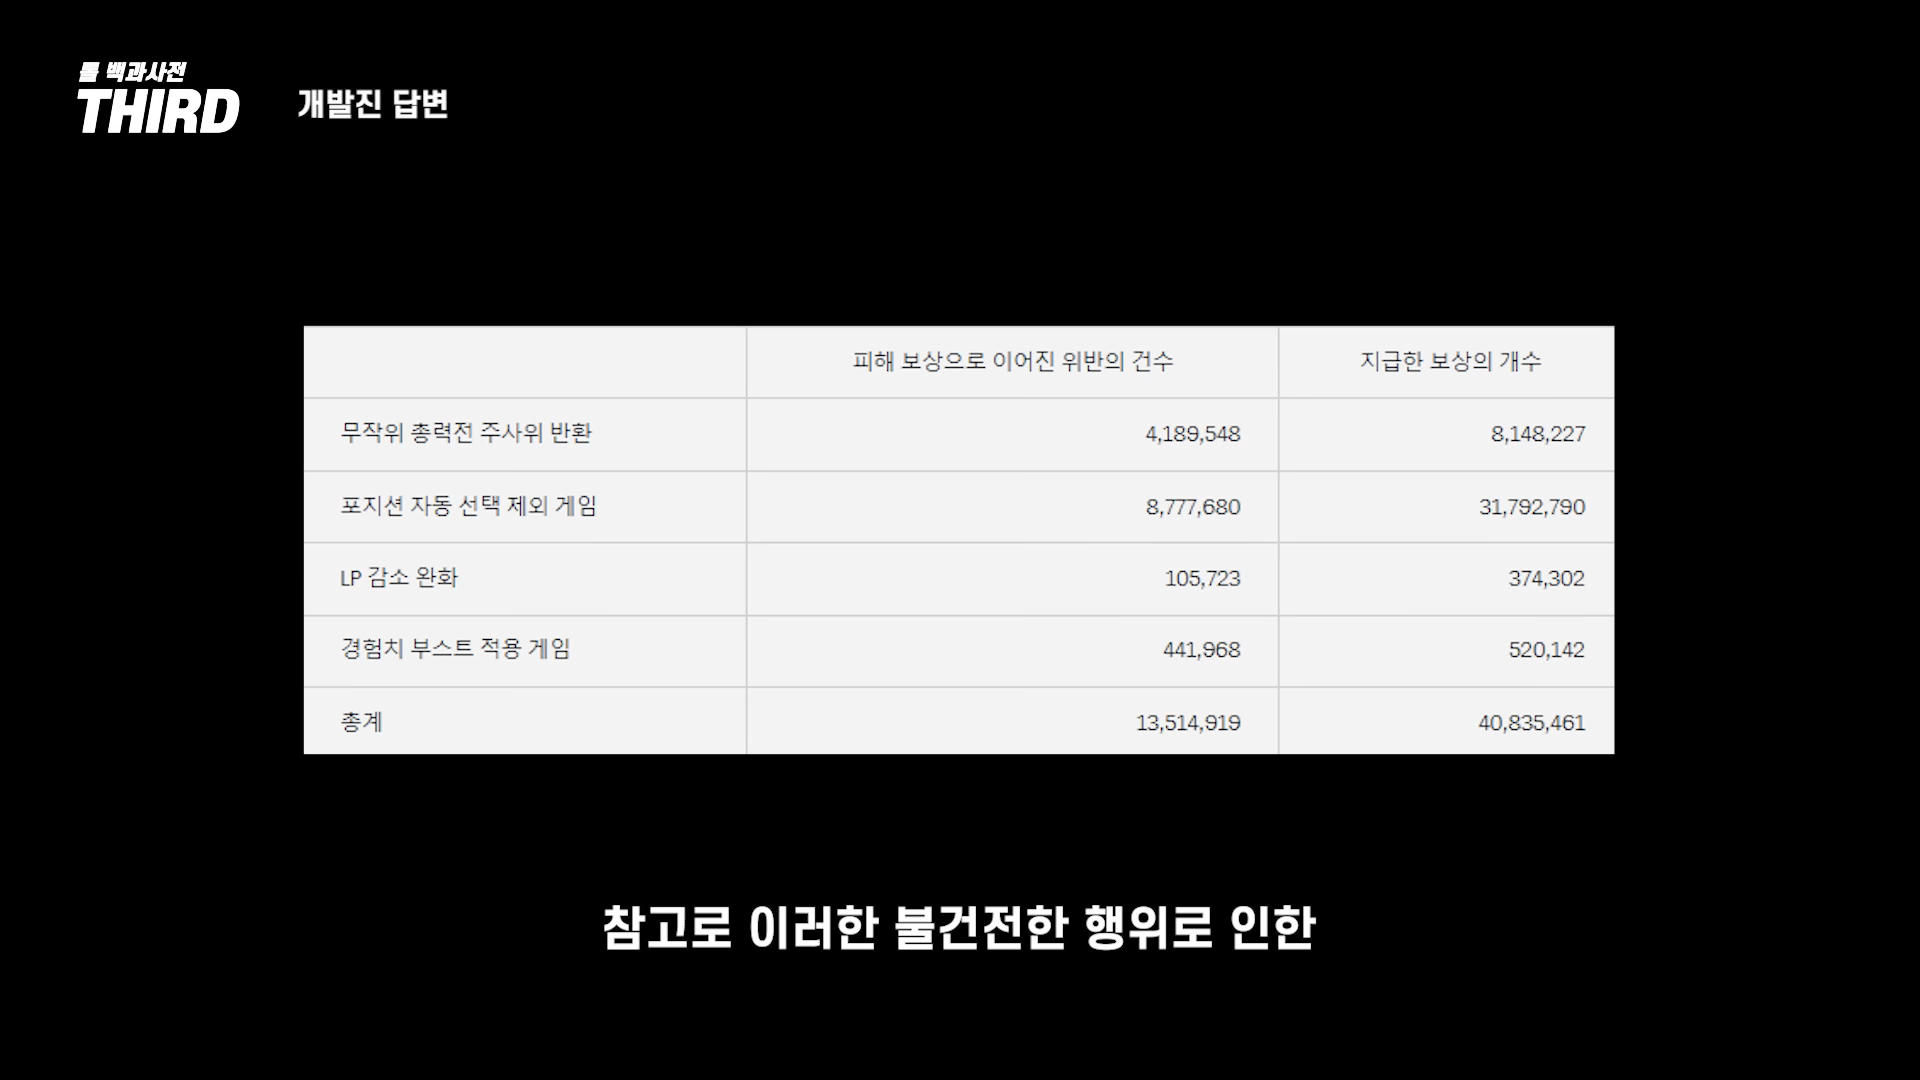 롤 백과사전
THIRD
개발진 답변
피해 보상으로 이어진 위반의 건수 지급한 보상의 개수
무작위 총력전 주사위 반환 4,189,548 8,148,227
포지션 자동 선택 제외 게임 8,777,680 31,792,790
LP 감소 완화 105,723 374,302
경험치 부스트 적용 게임 441,968 520,142
총계 13,514,919 40,835,461
참고로 이러한 불건전한 행위로 인한